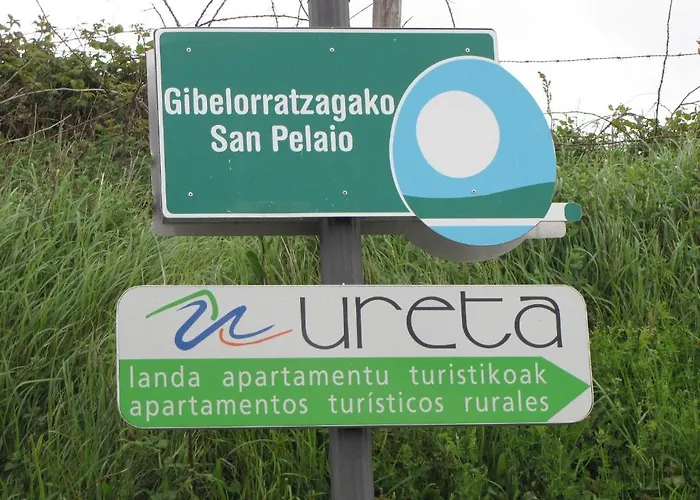 Gibelorratzagako
San Pelaio
ureta
landa apartamentu turistikoak
apartamentos turísticos rurales